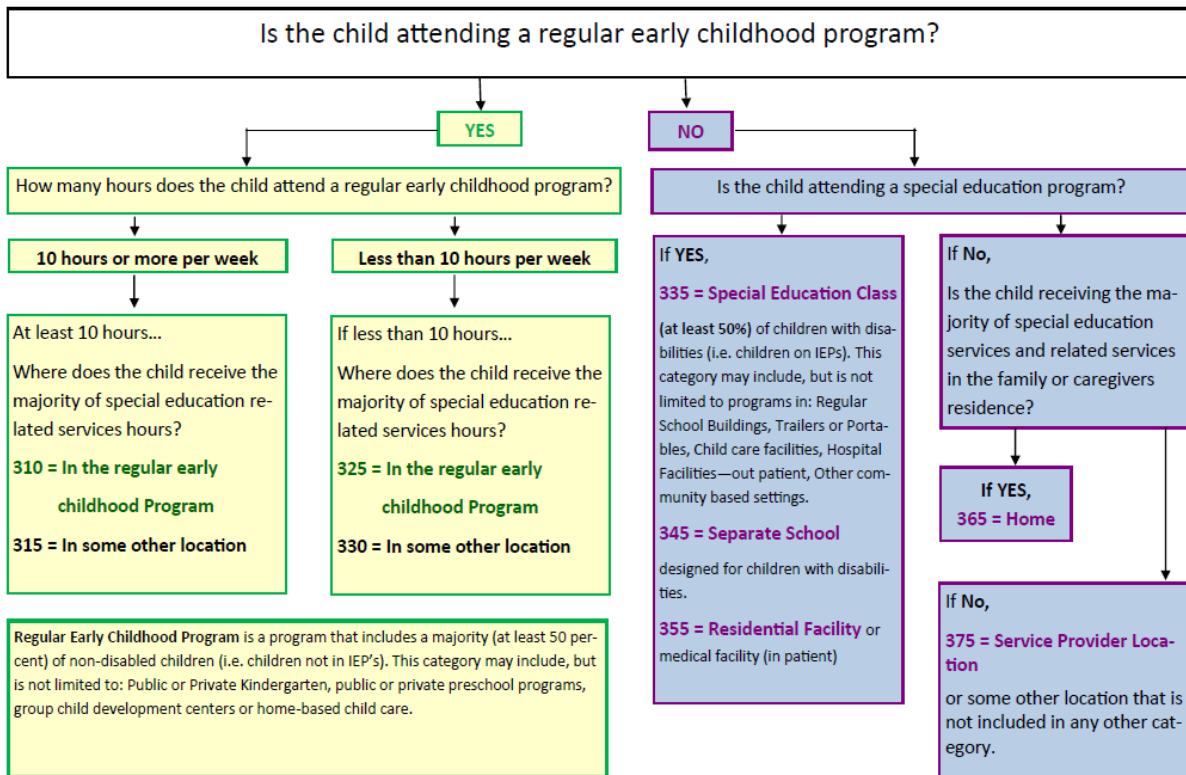 Is the child attending a regular early childhood program?
YES
NO
How many hours does the child attend a regular early childhood program?
Is the child attending a special education program?
10 hours or more per week
Less than 10 hours per week
At least 10 hours...
Where does the child receive the
majority of special education re-
lated services hours?
310 = In the regular early
childhood Program
315 = In some other location
If less than 10 hours...
Where does the child receive the
majority of special education re-
lated services hours?
325 = In the regular early
childhood Program
330 = In some other location
Regular Early Childhood Program is a program that includes a majority (at least 50 per-
cent) of non-disabled children (i.e. children not in IEP's). This category may include, but
is not limited to: Public or Private Kindergarten, public or private preschool programs,
group child development centers or home-based child care.
If YES,
335 = Special Education Class
(at least 50%) of children with disa-
bilities (i.e. children on IEPs). This
category may include, but is not
limited to programs in: Regular
School Buildings, Trailers or Porta-
bles, Child care facilities, Hospital
Facilities—out patient, Other com-
munity based settings.
345 = Separate School
designed for children with disabili-
ties.
355 = Residential Facility or
medical facility (in patient)
If No,
Is the child receiving the ma-
jority of special education
services and related services
in the family or caregivers
residence?
If YES,
365 = Home
If No,
375 = Service Provider Loca-
tion
or some other location that is
not included in any other cat-
egory.